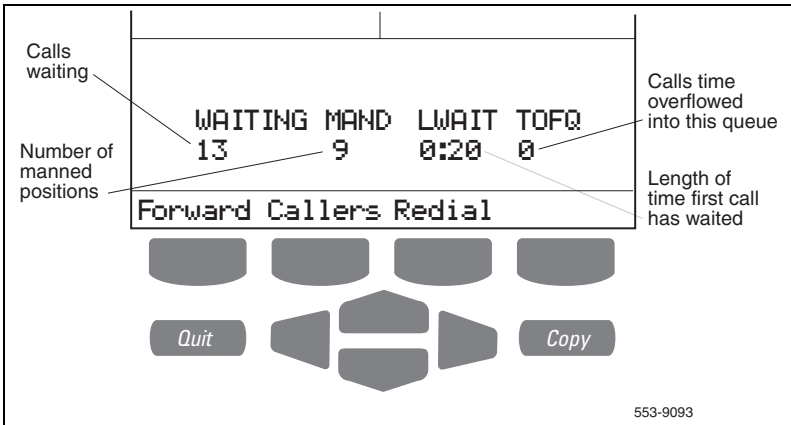 Calls
waiting
Number of
manned
positions
WAITING MAND LWAIT TOFQ
13 9 0:20 0
Calls time
overflowed
into this queue
Length of
time first call
has waited
Forward Callers Redial
Quit
Copy
553-9093